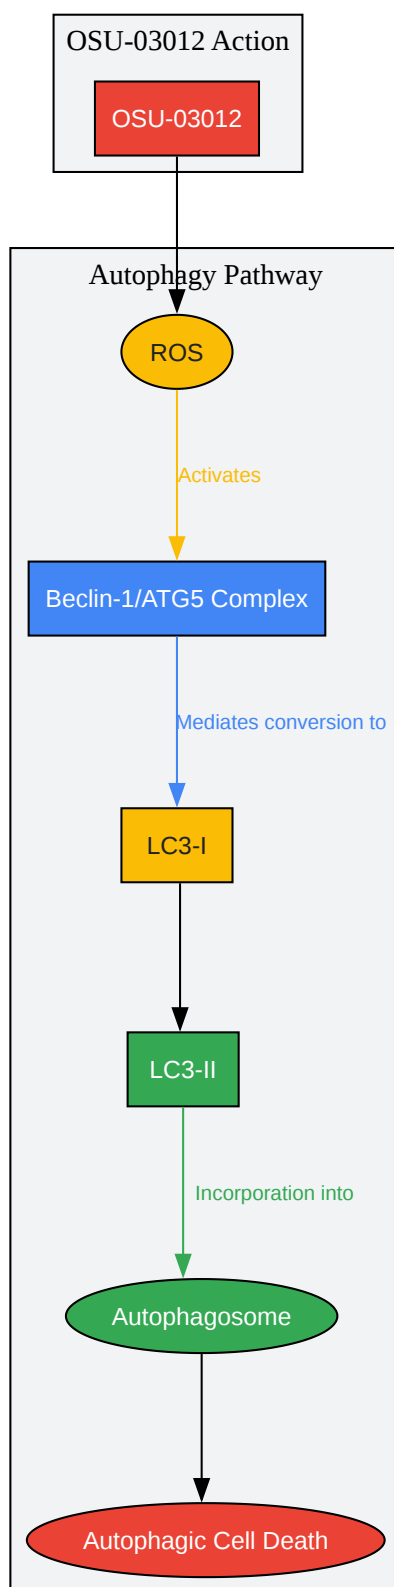 OSU-03012 Action
OSU-03012
Autophagy Pathway
ROS
Activates
Beclin-1/ATG5 Complex
Mediates conversion to
LC3-I
LC3-II
Incorporation into
Autophagosome
Autophagic Cell Death